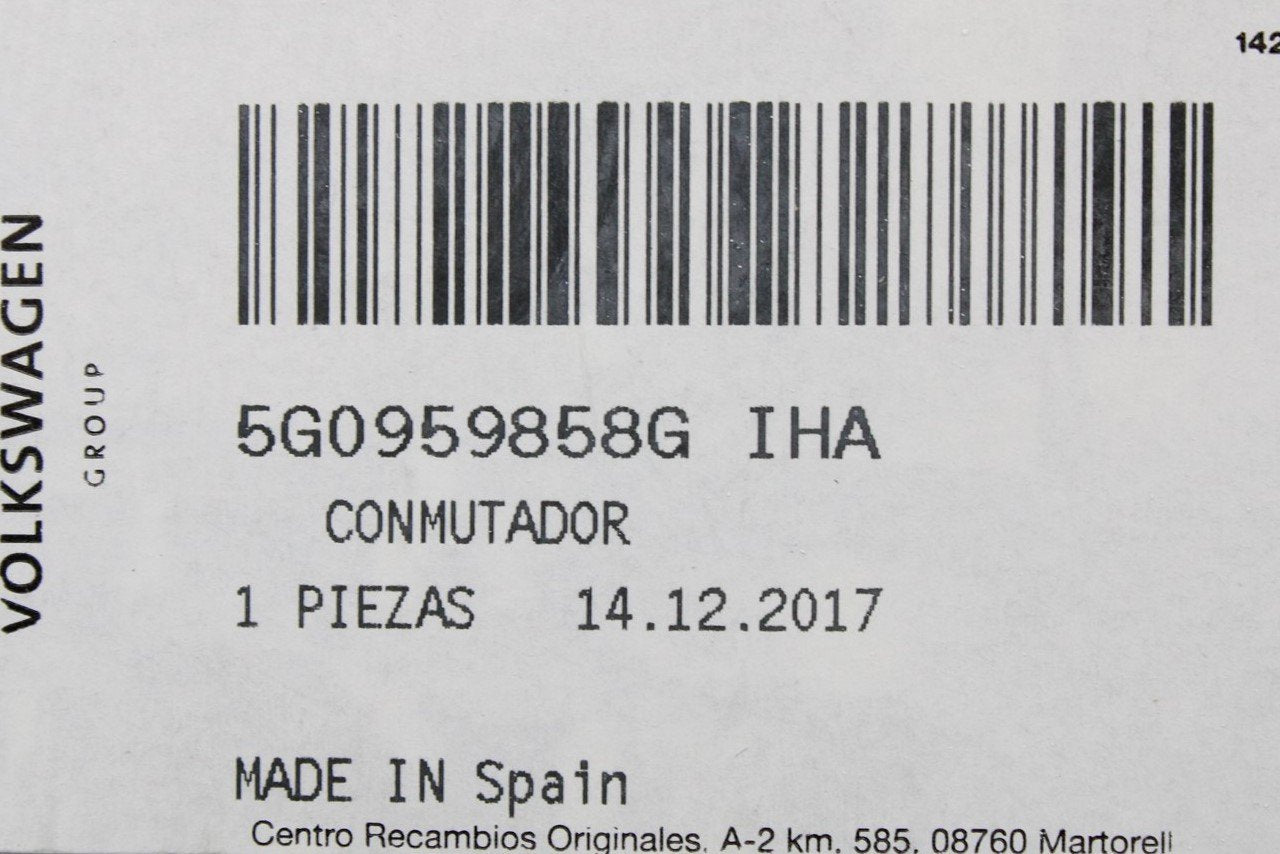 142
VOLKSWAGEN
GROUP
5G0959858G IHA
CONMUTADOR
1 PIEZAS 14.12.2017
MADE IN Spain
Centro Recambios Originales. A-2 km. 585. 08760 Martorell